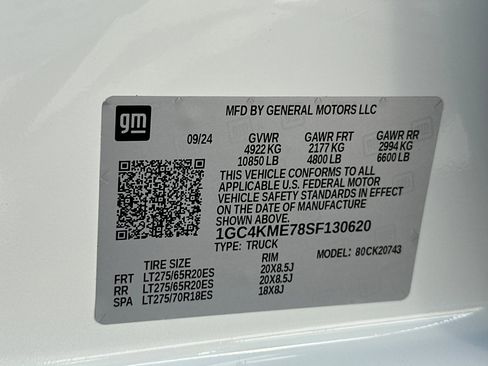 gm
MFD BY GENERAL MOTORS LLC
09/24 GVWR GAWR FRT GAWR RR
4922 KG 2177 KG 2994 KG
10850 LB 4800 LB 6600 LB
THIS VEHICLE CONFORMS TO ALL
APPLICABLE U.S. FEDERAL MOTOR
VEHICLE SAFETY STANDARDS IN EFFECT
ON THE DATE OF MANUFACTURE
SHOWN ABOVE.
1GC4KME78SF130620
TYPE: TRUCK MODEL: 80CK20743
TIRE SIZE RIM
FRT LT275/65R20ES 20X8.5J
RR LT275/65R20ES 20X8.5J
SPA LT275/70R18ES 18X8J